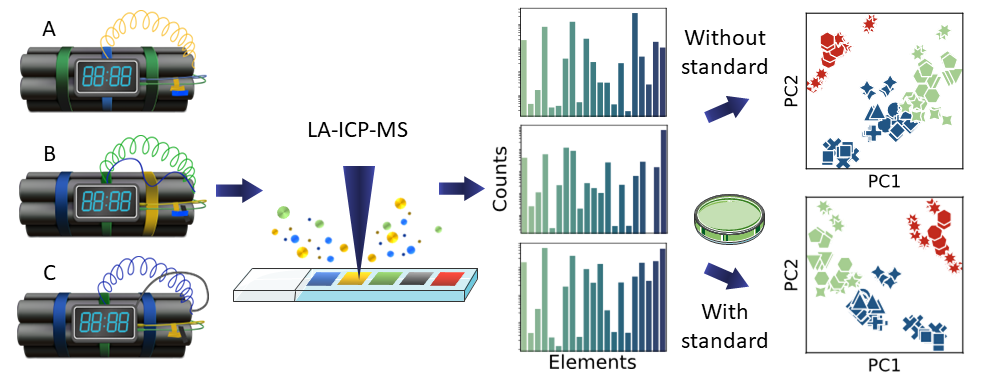 A
88:88
B
88:88
C
88:88
LA-ICP-MS
Counts
Elements
Without
standard
With
standard
PC2
PC1
PC2
PC1